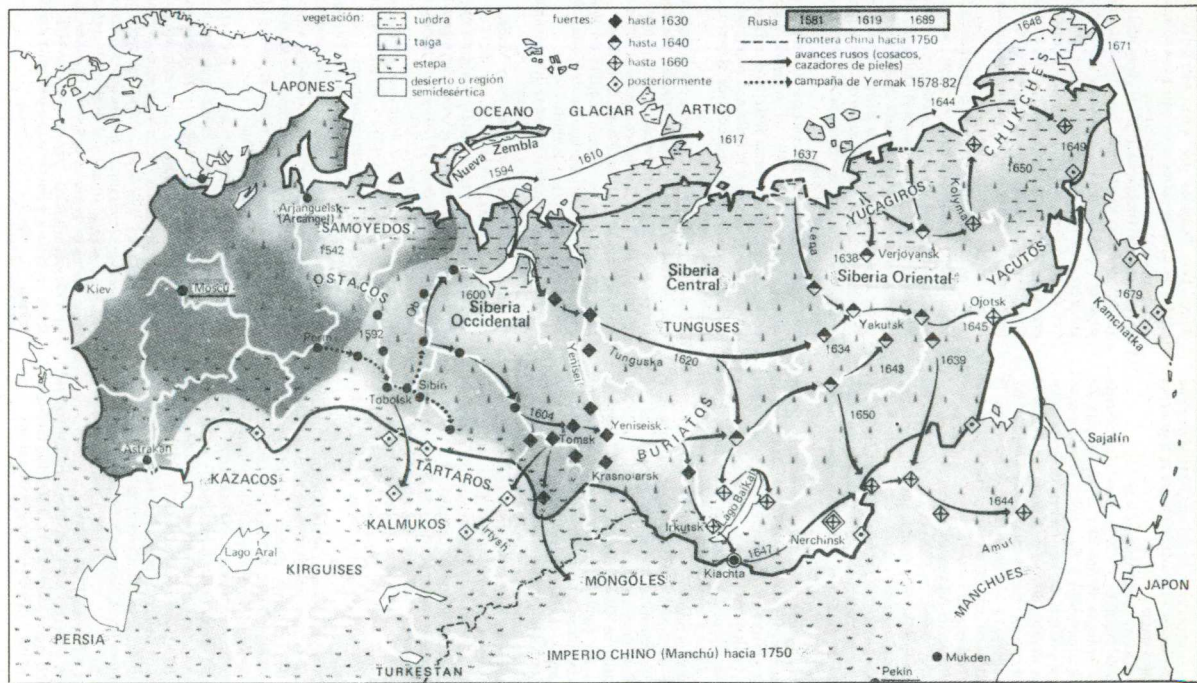 vegetación:
tundra
taiga
estepa
desierto o región
semidesértica
fuertes:
hasta 1630
hasta 1640
hasta 1660
posteriormente
Rusia
1581
1619
1689
frontera china hacia 1750
avances rusos (cosacos,
cazadores de pieles)
campaña de Yermak 1578-82
LAPONES
OCEANO
GLACIAR
ARTICO
Nueva Zembla
1594
1610
1617
1637
1644
1648
1671
CHUKCHES
1649
1650
Arjanguelsk
(Arcángel)
SAMOYEDOS
1542
OSTACOS
Kiev
Moscú
Perm
1592
1600
Ob
Siberia
Occidental
Sibin
Tobolsk
Astrakán
KAZACOS
TARTAROS
KALMUKOS
Irtysh
Lago Aral
KIRGUISES
PERSIA
TURKESTAN
Yenisei
Tunguska
1604
Tomsk
Yeniseisk
Krasnoiarsk
Siberia
Central
TUNGUSES
1620
Lena
YUCAGIROS
Kolyma
1638
Verjoyansk
Siberia Oriental
YACUTOS
Yakutsk
1634
1643
1639
1650
Ojotsk
1645
1679
Kamchatka
BURIATOS
Irkutsk
Lago Baikal
1647
Kiachta
Nerchinsk
MONGOLES
1644
Amur
MANCHUES
Sajalín
JAPON
IMPERIO CHINO (Manchú) hacia 1750
Mukden
Pekin